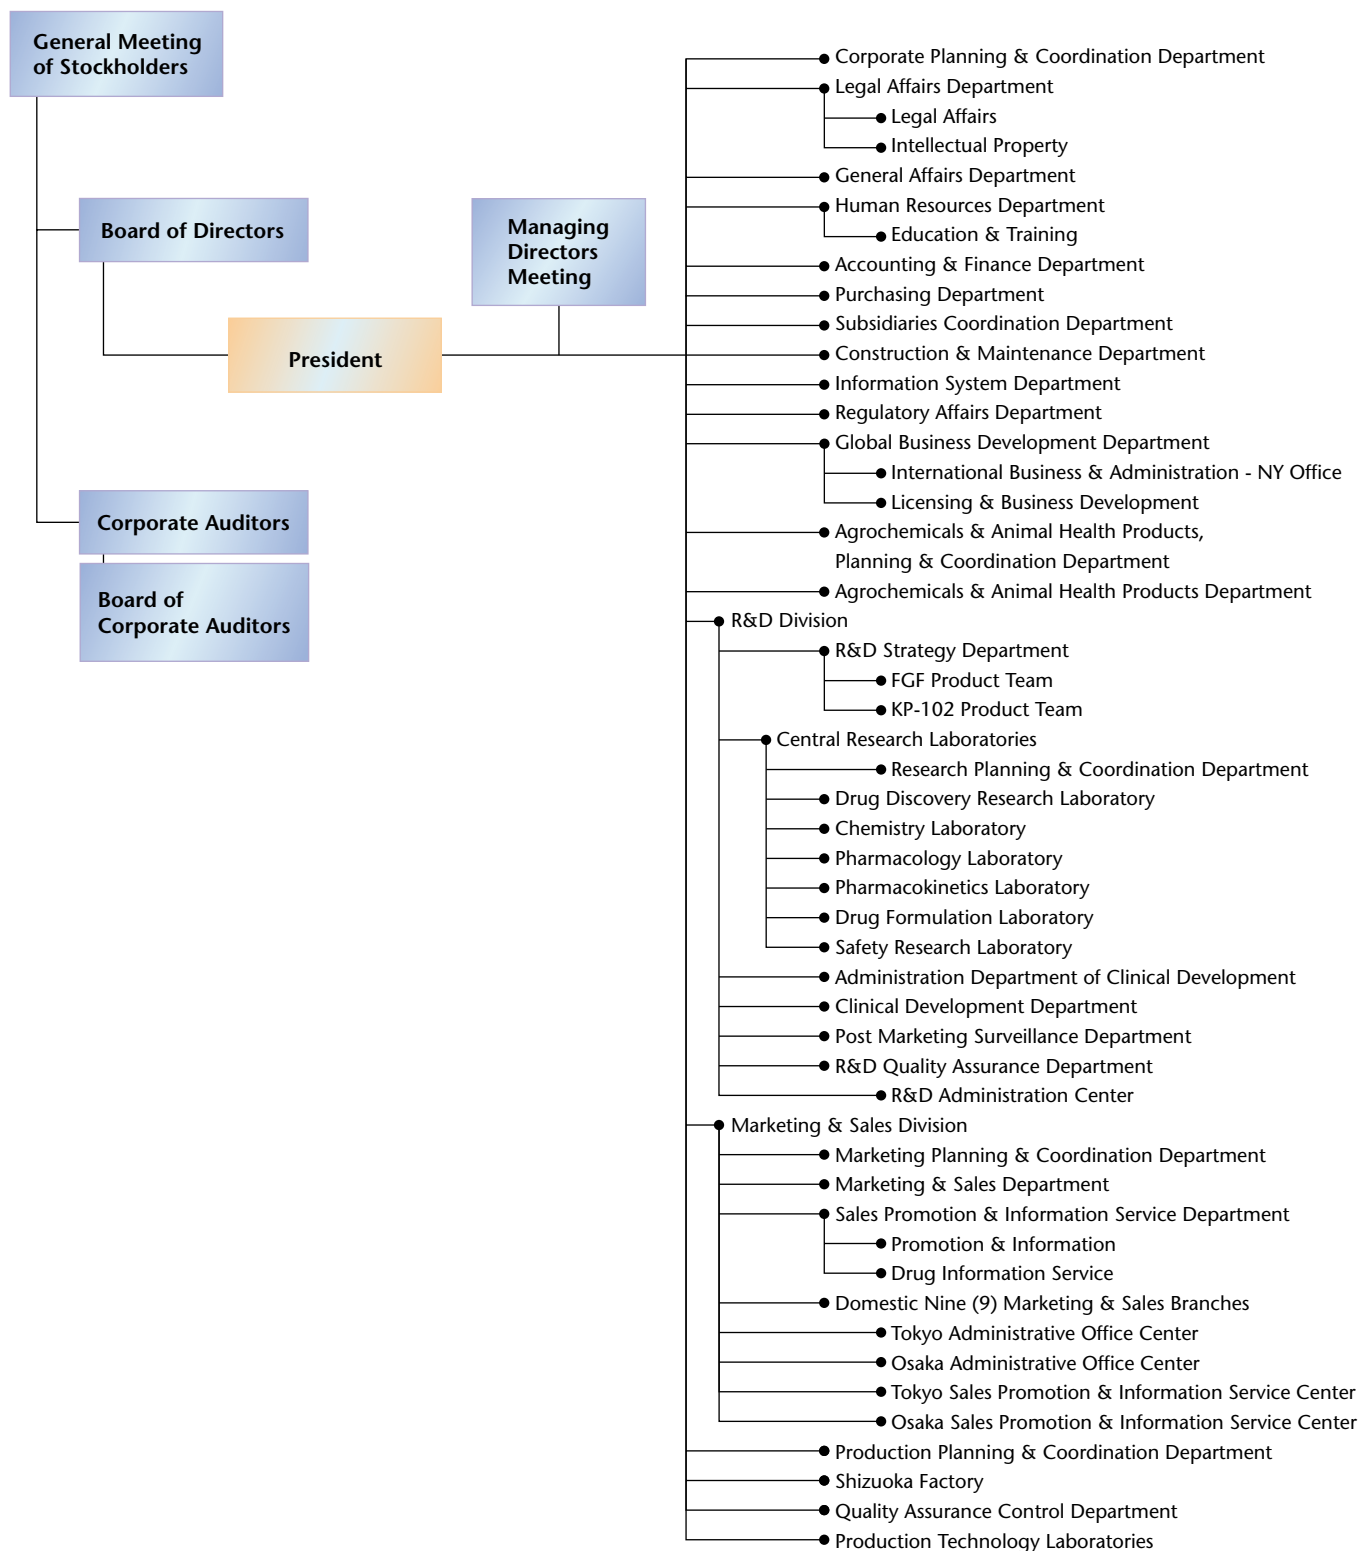 General Meeting
of Stockholders
Board of Directors
President
Managing
Directors
Meeting
Corporate Auditors
Board of
Corporate Auditors
Corporate Planning & Coordination Department
Legal Affairs Department
Legal Affairs
Intellectual Property
General Affairs Department
Human Resources Department
Education & Training
Accounting & Finance Department
Purchasing Department
Subsidiaries Coordination Department
Construction & Maintenance Department
Information System Department
Regulatory Affairs Department
Global Business Development Department
International Business & Administration - NY Office
Licensing & Business Development
Agrochemicals & Animal Health Products,
Planning & Coordination Department
Agrochemicals & Animal Health Products Department
R&D Division
R&D Strategy Department
FGF Product Team
KP-102 Product Team
Central Research Laboratories
Research Planning & Coordination Department
Drug Discovery Research Laboratory
Chemistry Laboratory
Pharmacology Laboratory
Pharmacokinetics Laboratory
Drug Formulation Laboratory
Safety Research Laboratory
Administration Department of Clinical Development
Clinical Development Department
Post Marketing Surveillance Department
R&D Quality Assurance Department
R&D Administration Center
Marketing & Sales Division
Marketing Planning & Coordination Department
Marketing & Sales Department
Sales Promotion & Information Service Department
Promotion & Information
Drug Information Service
Domestic Nine (9) Marketing & Sales Branches
Tokyo Administrative Office Center
Osaka Administrative Office Center
Tokyo Sales Promotion & Information Service Center
Osaka Sales Promotion & Information Service Center
Production Planning & Coordination Department
Shizuoka Factory
Quality Assurance Control Department
Production Technology Laboratories